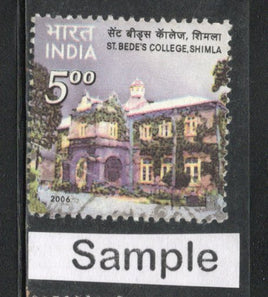 भारत
INDIA
5.00
सेंट बीड्स कॅालेज, शिमला
ST. BEDE'S COLLEGE, SHIMLA
2006
Sample